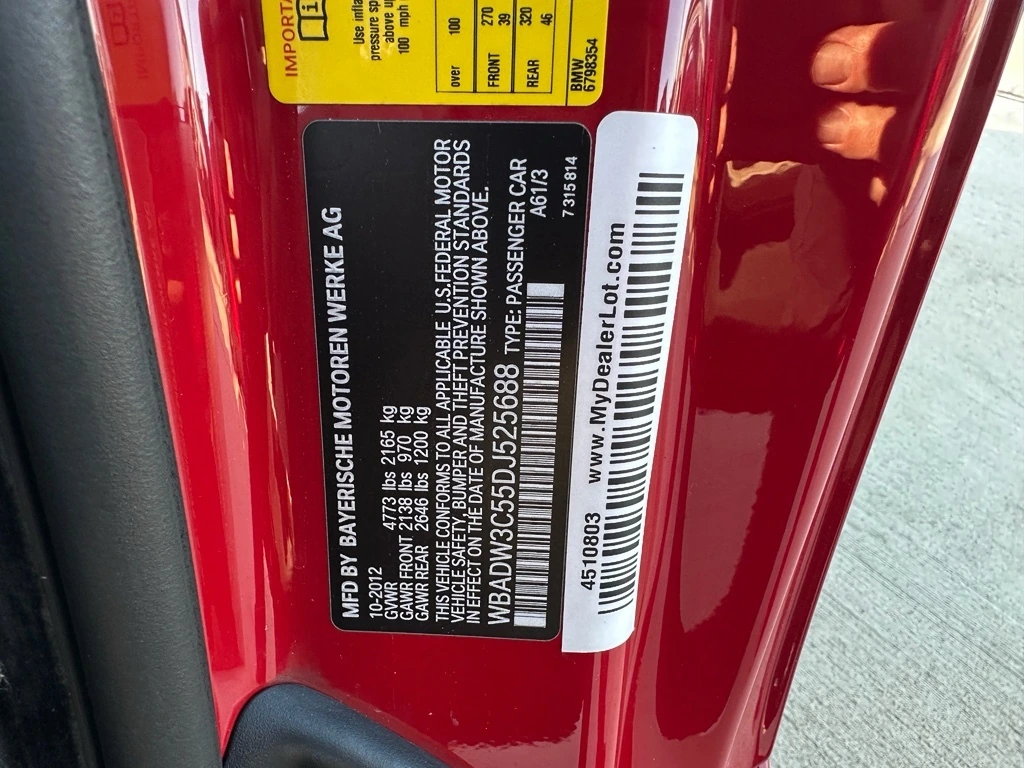 IMPORTA
Use infla
pressure sp
above up
100 mph
over 100
FRONT 270 39
REAR 320 46
BMW
6798354
MFD BY BAYERISCHE MOTOREN WERKE AG
10-2012
GVWR 4773 lbs 2165 kg
GAWR FRONT 2138 lbs 970 kg
GAWR REAR 2646 lbs 1200 kg
THIS VEHICLE CONFORMS TO ALL APPLICABLE U.S.FEDERAL MOTOR
VEHICLE SAFETY, BUMPER AND THEFT PREVENTION STANDARDS
IN EFFECT ON THE DATE OF MANUFACTURE SHOWN ABOVE.
WBADW3C55DJ525688 TYPE: PASSENGER CAR
A61/3
7 315 814
4510803 www.MyDealerLot.com